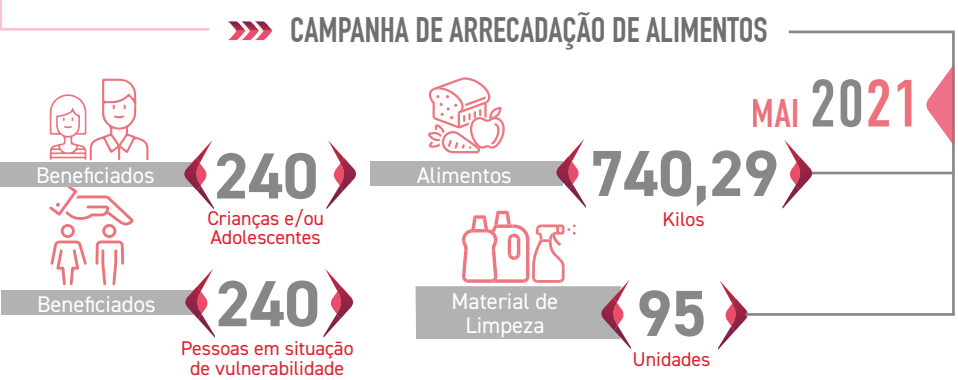 CAMPANHA DE ARRECADAÇÃO DE ALIMENTOS
MAI 2021
Beneficiados
240
Crianças e/ou
Adolescentes
Alimentos
740,29
Kilos
Beneficiados
240
Pessoas em situação
de vulnerabilidade
Material de
Limpeza
95
Unidades